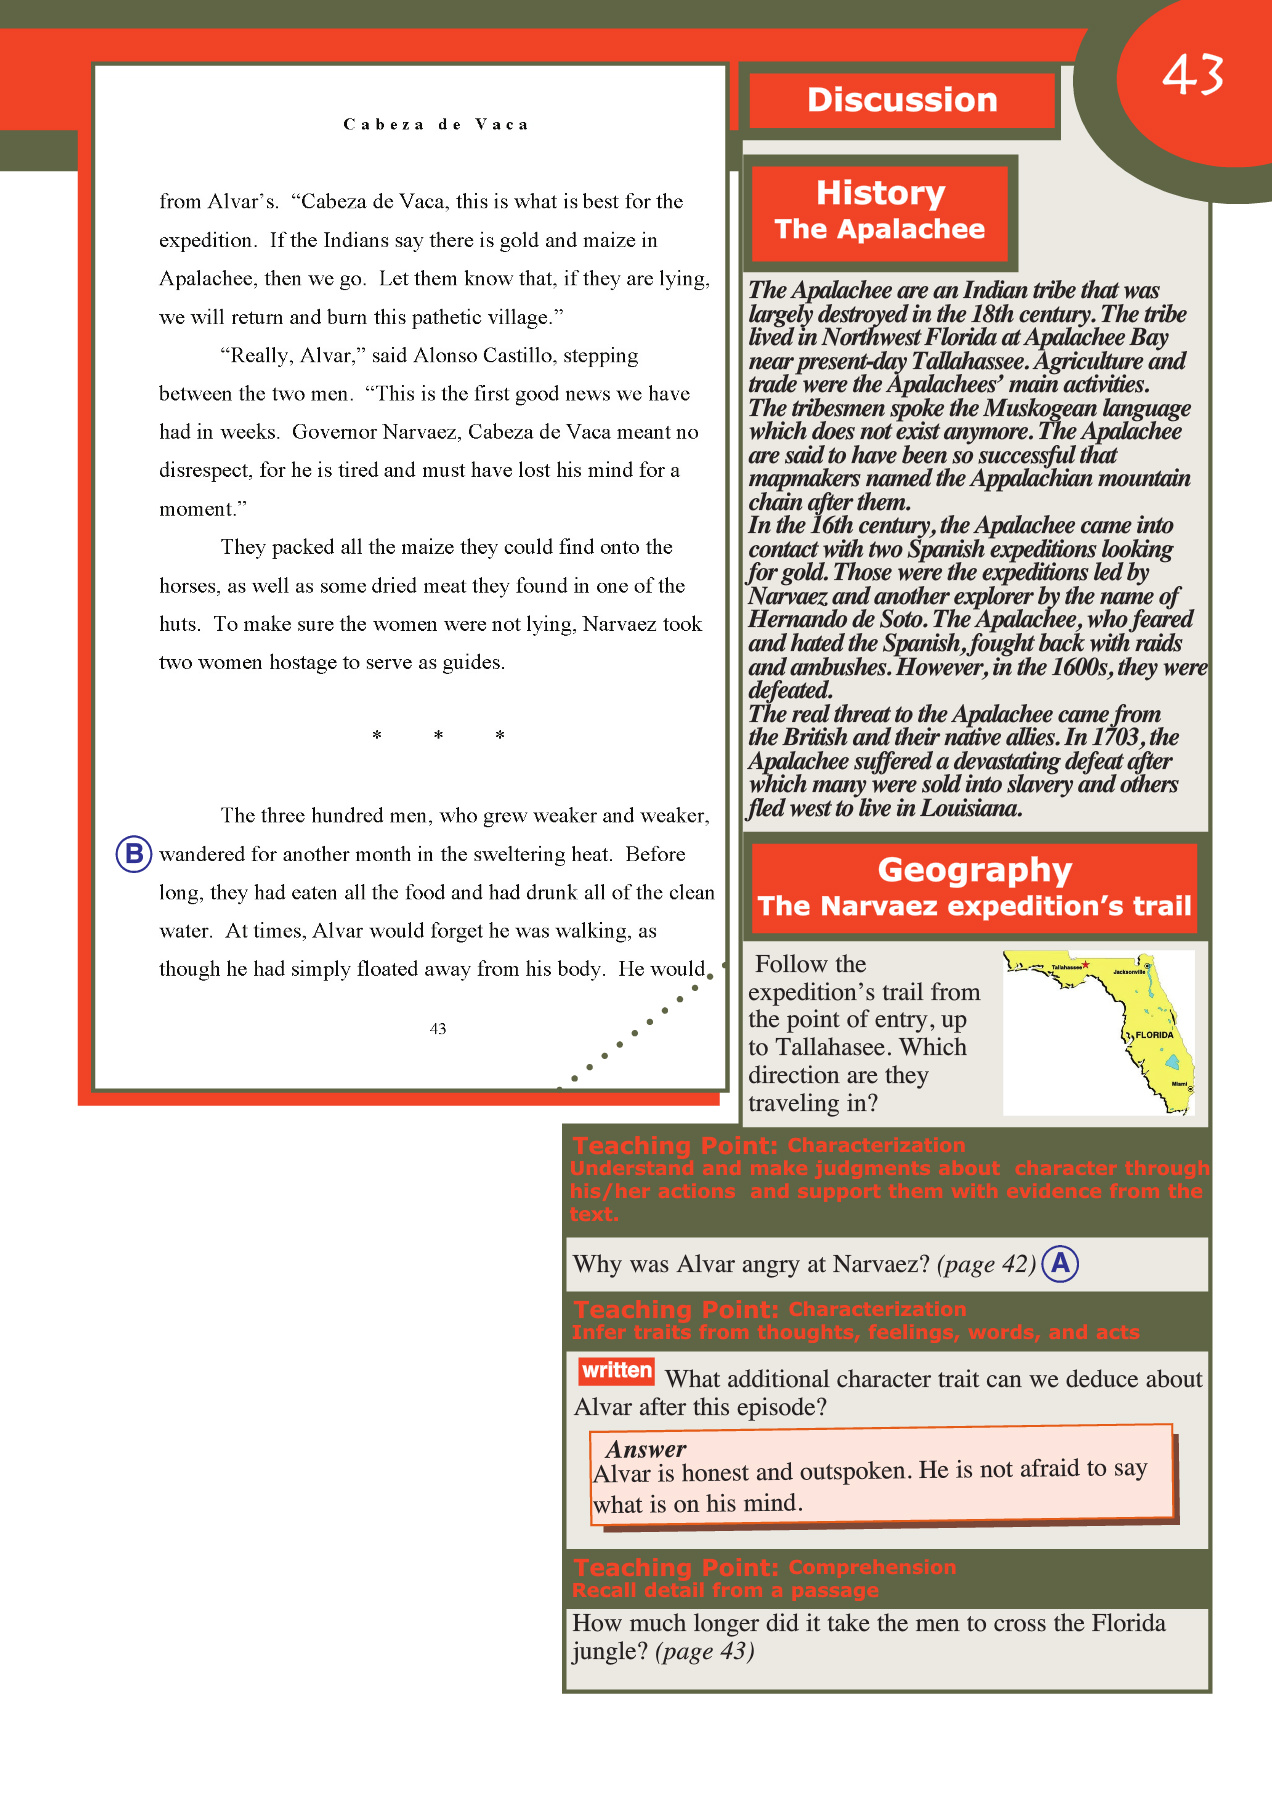 43
Cabeza de Vaca
from Alvar's.  “Cabeza de Vaca, this is what is best for the
expedition.  If the Indians say there is gold and maize in
Apalachee, then we go.  Let them know that, if they are lying,
we will return and burn this pathetic village.”
“Really, Alvar,” said Alonso Castillo, stepping
between the two men.  “This is the first good news we have
had in weeks.  Governor Narvaez, Cabeza de Vaca meant no
disrespect, for he is tired and must have lost his mind for a
moment.”
They packed all the maize they could find onto the
horses, as well as some dried meat they found in one of the
huts.  To make sure the women were not lying, Narvaez took
two women hostage to serve as guides.
* * *
The three hundred men, who grew weaker and weaker,
B
wandered for another month in the sweltering heat.  Before
long, they had eaten all the food and had drunk all of the clean
water.  At times, Alvar would forget he was walking, as
though he had simply floated away from his body.  He would
43
Discussion
History
The Apalachee
The Apalachee are an Indian tribe that was
largely destroyed in the 18th century. The tribe
lived in Northwest Florida at Apalachee Bay
near present-day Tallahassee. Agriculture and
trade were the Apalachees’ main activities.
The tribesmen spoke the Muskogean language
which does not exist anymore. The Apalachee
are said to have been so successful that
mapmakers named the Appalachian mountain
chain after them.
In the 16th century, the Apalachee came into
contact with two Spanish expeditions looking
for gold. Those were the expeditions led by
Narvaez and another explorer by the name of
Hernando de Soto. The Apalachee, who feared
and hated the Spanish, fought back with raids
and ambushes. However, in the 1600s, they were
defeated.
The real threat to the Apalachee came from
the British and their native allies. In 1703, the
Apalachee suffered a devastating defeat after
which many were sold into slavery and others
fled west to live in Louisiana.
Geography
The Narvaez expedition’s trail
Follow the
expedition’s trail from
the point of entry, up
to Tallahasee. Which
direction are they
traveling in?
Tallahasee
Jacksonville
FLORIDA
Miami
Teaching Point: Characterization
Understand and make judgments about  character through
his/her actions  and support them with evidence from the
text.
Why was Alvar angry at Narvaez? (page 42) A
Teaching Point: Characterization
Infer traits from thoughts, feelings, words, and acts
written What additional character trait can we deduce about
Alvar after this episode?
Answer
Alvar is honest and outspoken. He is not afraid to say
what is on his mind.
Teaching Point: Comprehension
Recall detail from a passage
How much longer did it take the men to cross the Florida
jungle? (page 43)